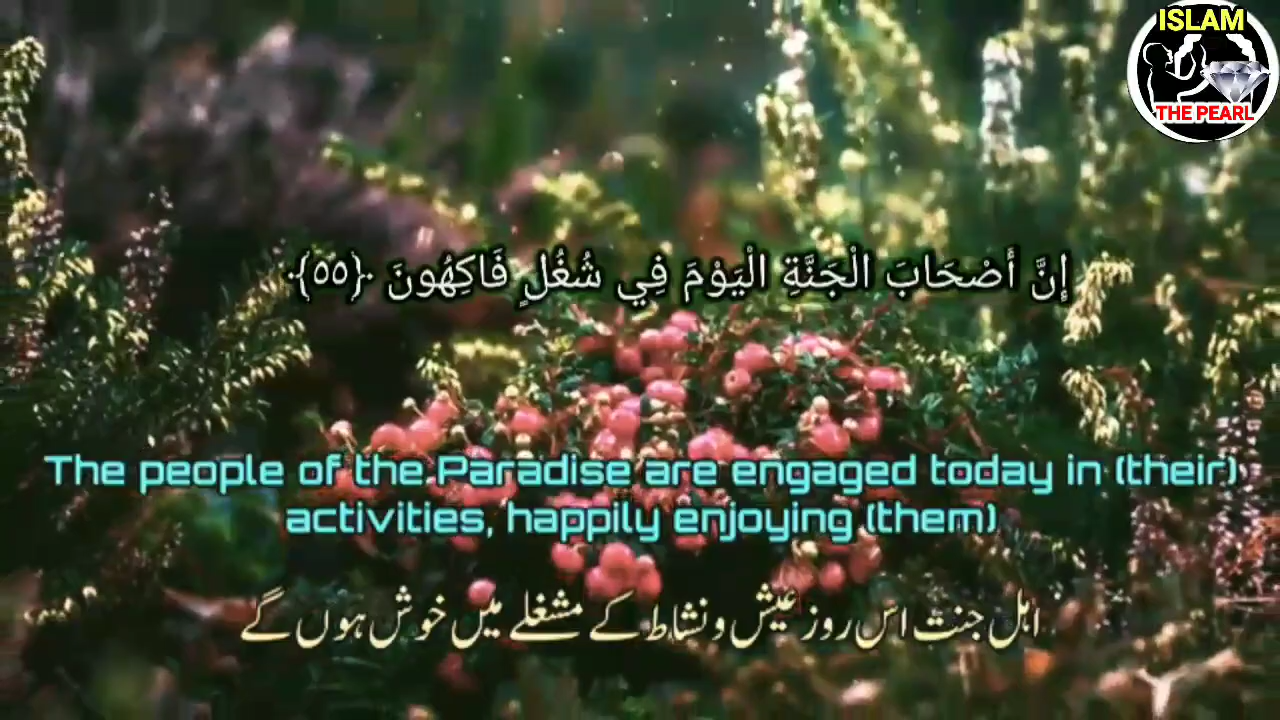 ISLAM
THE PEARL
إِنَّ أَصْحَابَ الْجَنَّةِ الْيَوْمَ فِي شُغُلٍ فَاكِهُونَ ﴿٥٥﴾
The people of the Paradise are engaged today in (their)
activities, happily enjoying (them)
اہل جنت اس روز عیش و نشاط کے مشغلے میں خوش ہوں گے